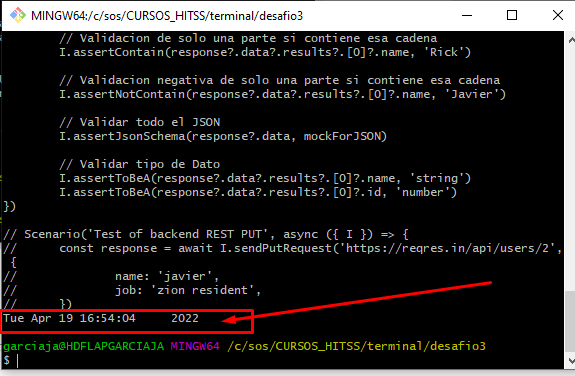 MINGW64:/c/sos/CURSOS_HITSS/terminal/desafio3
// Validacion de solo una parte si contiene esa cadena
I.assertContain(response?.data?.results?.[0]?.name, 'Rick')
// Validacion negativa de solo una parte si contiene esa cadena
I.assertNotContain(response?.data?.results?.[0]?.name, 'Javier')
// Validar todo el JSON
I.assertJsonSchema(response?.data, mockForJSON)
// Validar tipo de Dato
I.assertToBeA(response?.data?.results?.[0]?.name, 'string')
I.assertToBeA(response?.data?.results?.[0]?.id, 'number')
})
// Scenario('Test of backend REST PUT', async ({ I }) => {
// const response = await I.sendPutRequest('https://reqres.in/api/users/2',
{
// name: 'javier',
// job: 'zion resident',
// })
Tue Apr 19 16:54:04 2022
garciaja@HDFLAPGARCIAJA MINGW64 /c/sos/CURSOS_HITSS/terminal/desafio3
$